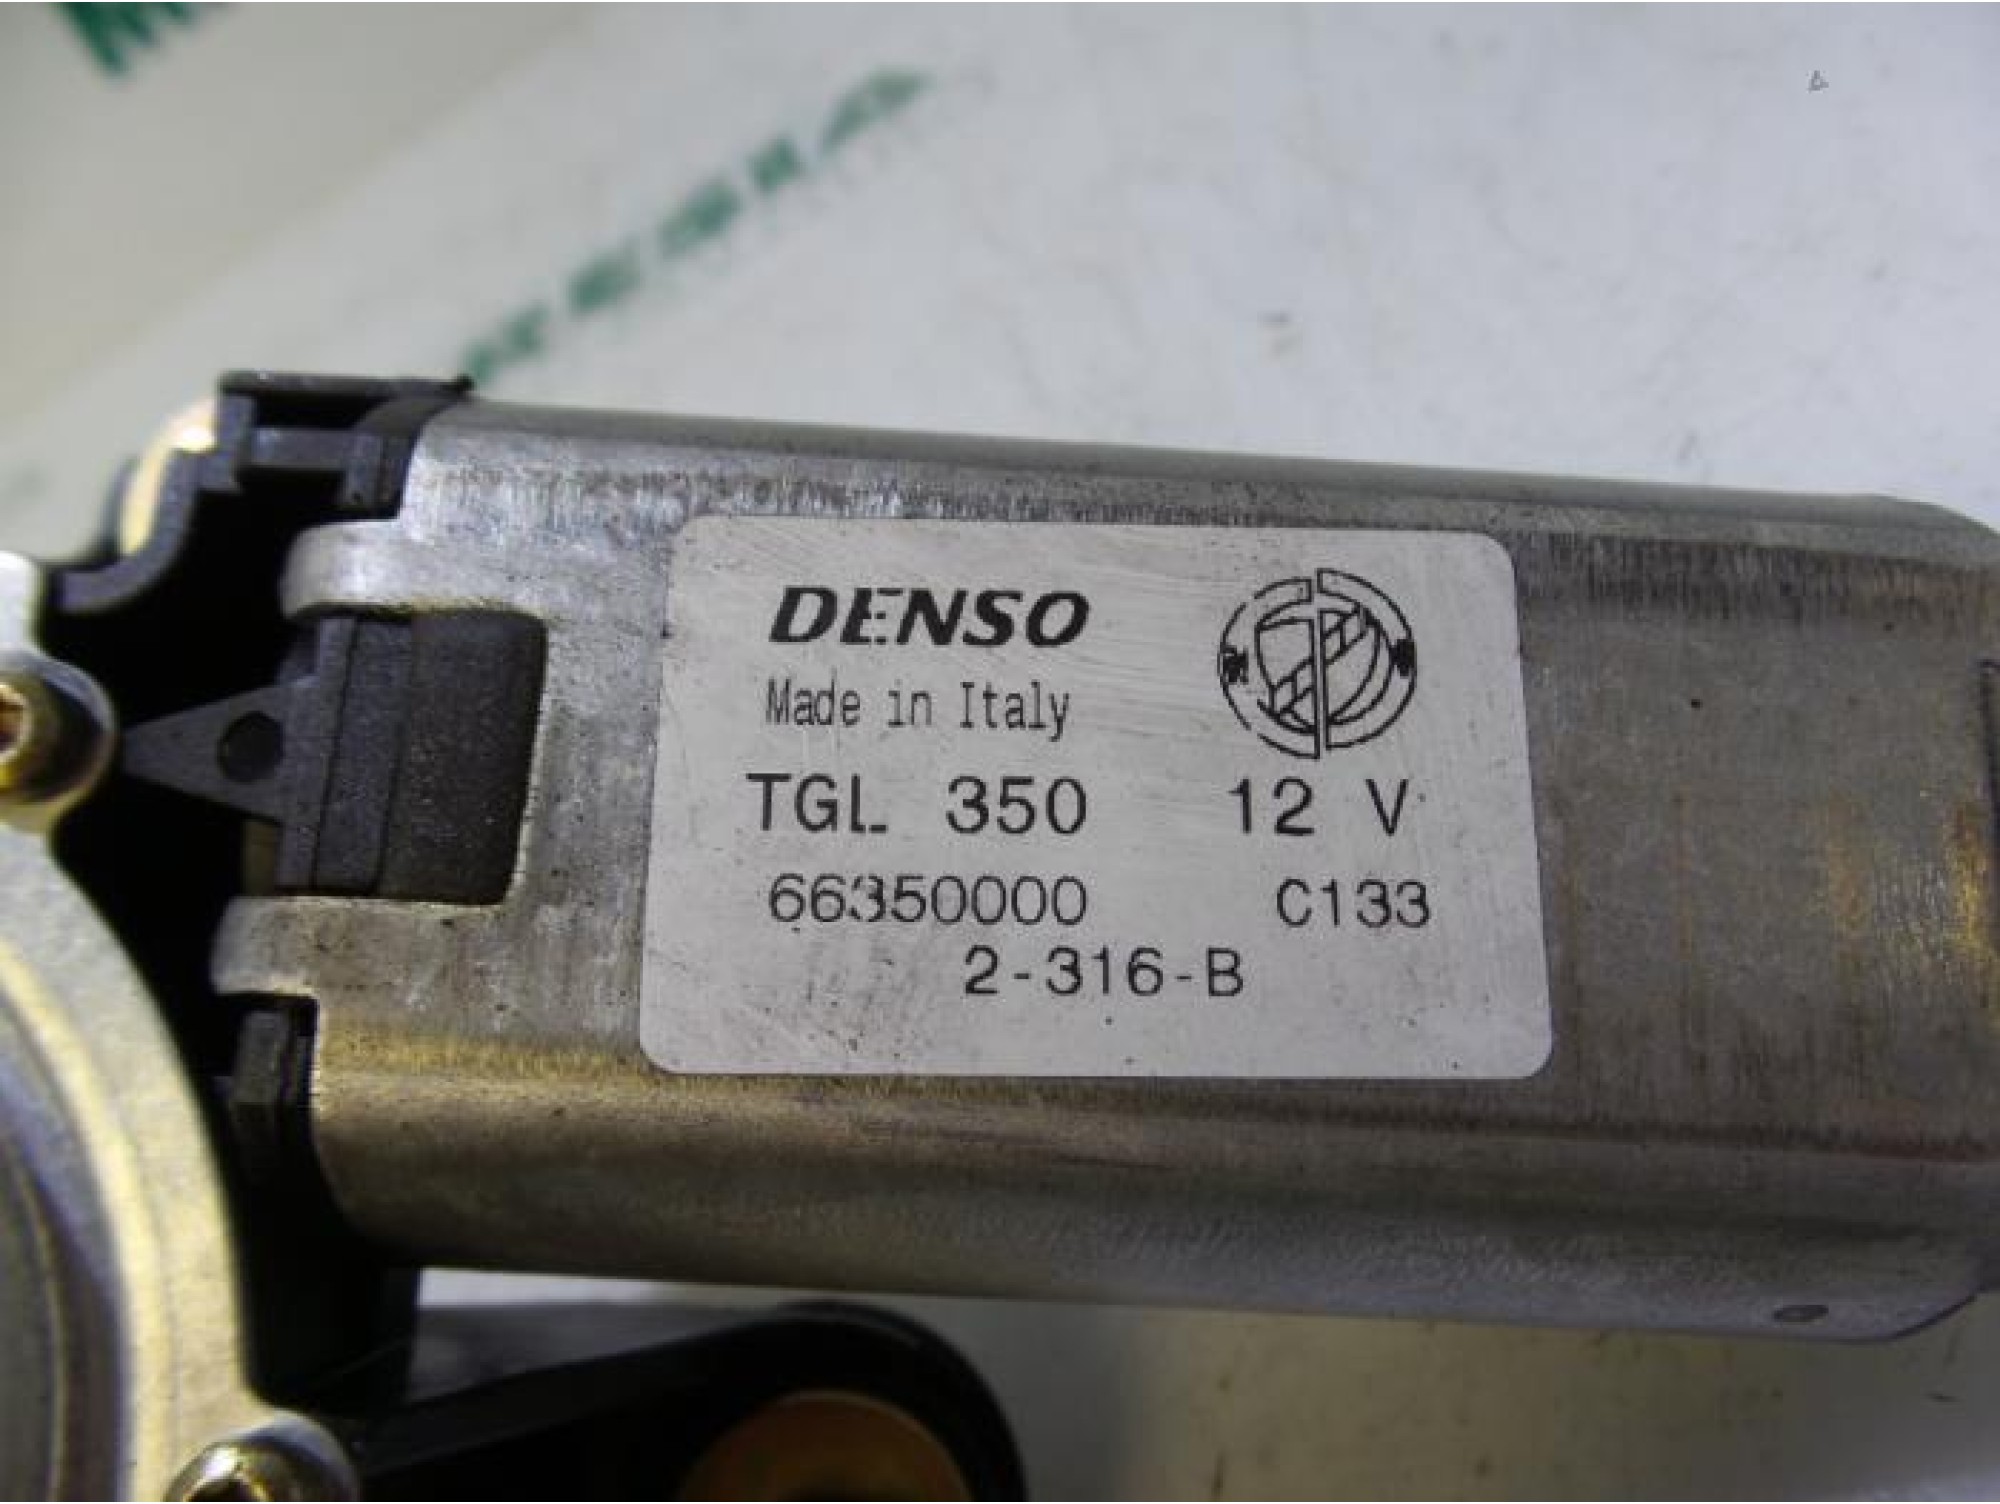 DENSO
Made in Italy
TGL 350 12 V
66350000 C133
2-316-B